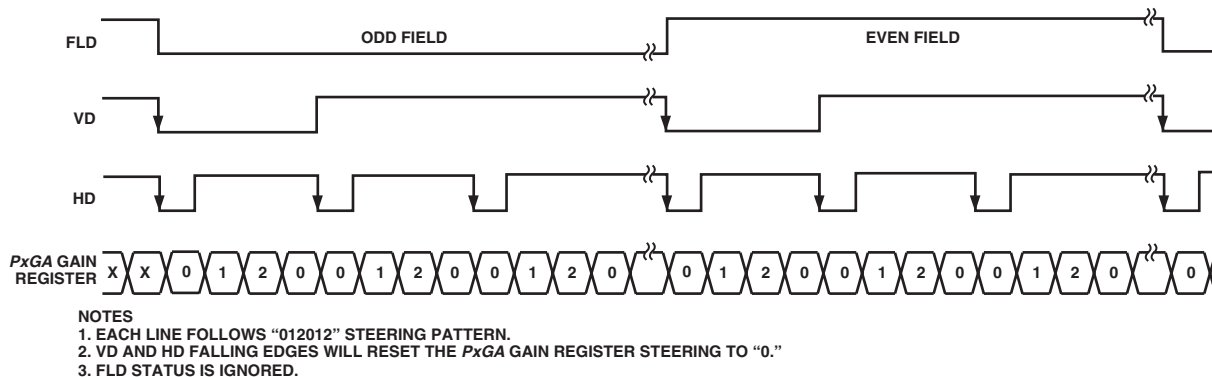 FLD
ODD FIELD
EVEN FIELD
VD
HD
PxGA GAIN
REGISTER
X X 0 1 2 0 0 1 2 0 0 1 2 0 0 1 2 0 0 1 2 0 0 1 2 0 0
NOTES
1. EACH LINE FOLLOWS “012012” STEERING PATTERN.
2. VD AND HD FALLING EDGES WILL RESET THE PxGA GAIN REGISTER STEERING TO “0.”
3. FLD STATUS IS IGNORED.